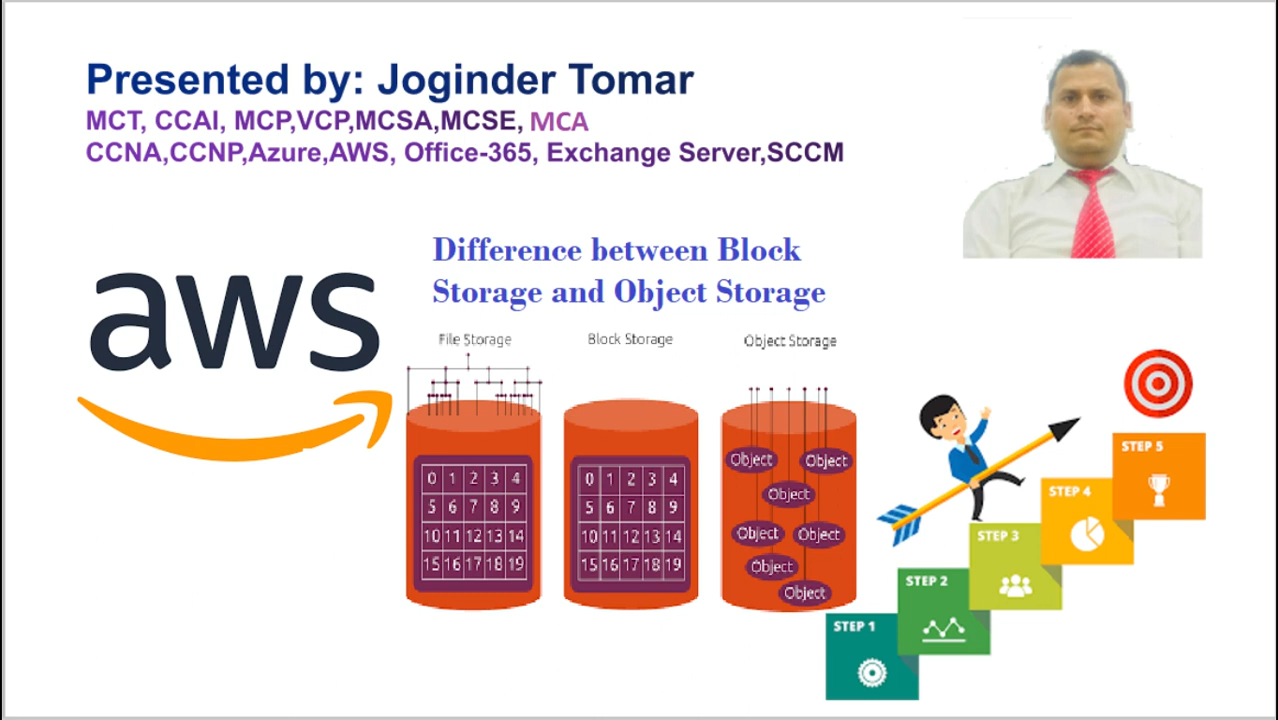 Presented by: Joginder Tomar
MCT, CCAI, MCP,VCP,MCSA,MCSE, MCA
CCNA,CCNP,Azure,AWS, Office-365, Exchange Server,SCCM
Difference between Block
Storage and Object Storage
aws
File Storage
Block Storage
Object Storage
0 1 2 3 4
5 6 7 8 9
10 11 12 13 14
15 16 17 18 19
0 1 2 3 4
5 6 7 8 9
10 11 12 13 14
15 16 17 18 19
Object Object
Object
Object Object
Object
Object
STEP 1
STEP 2
STEP 3
STEP 4
STEP 5